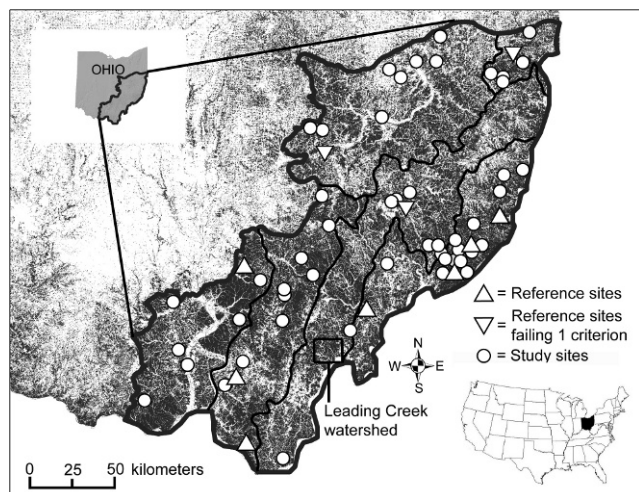 OHIO
= Reference sites
= Reference sites
failing 1 criterion
= Study sites
N
W E
S
Leading Creek
watershed
0 25 50 kilometers